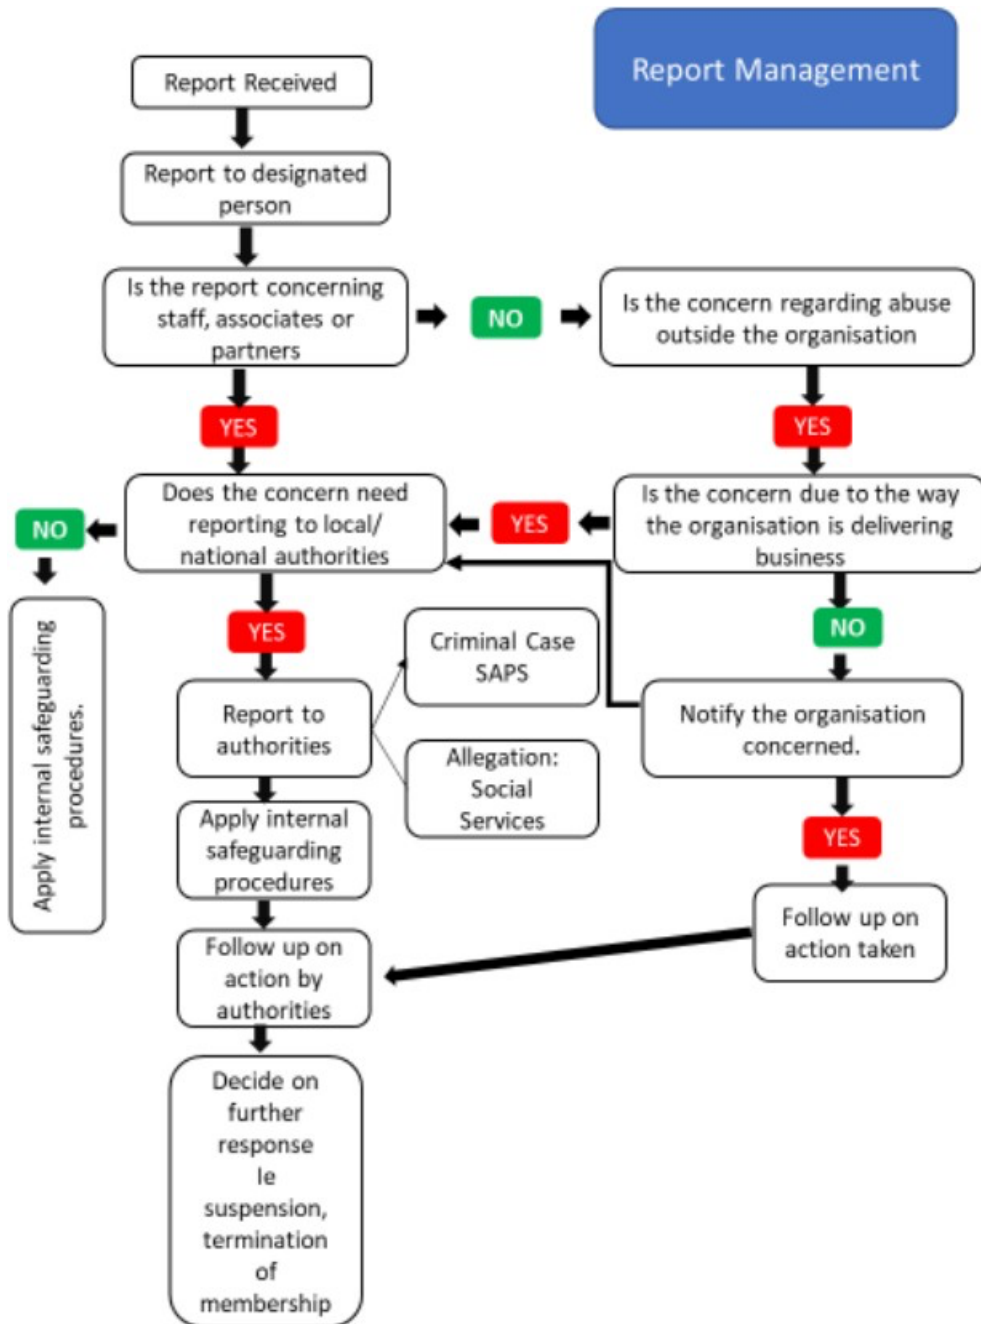 Report Management
Report Received
Report to designated
person
Is the report concerning
staff, associates or
partners
NO
Is the concern regarding abuse
outside the organisation
YES
YES
Does the concern need
reporting to local/
national authorities
YES
Is the concern due to the way
the organisation is delivering
business
NO
Apply internal safeguarding
procedures.
YES
NO
Criminal Case
SAPS
Report to
authorities
Allegation:
Social
Services
Notify the organisation
concerned.
Apply internal
safeguarding
procedures
YES
Follow up on
action taken
Follow up on
action by
authorities
Decide on
further
response
Ie
suspension,
termination
of
membership